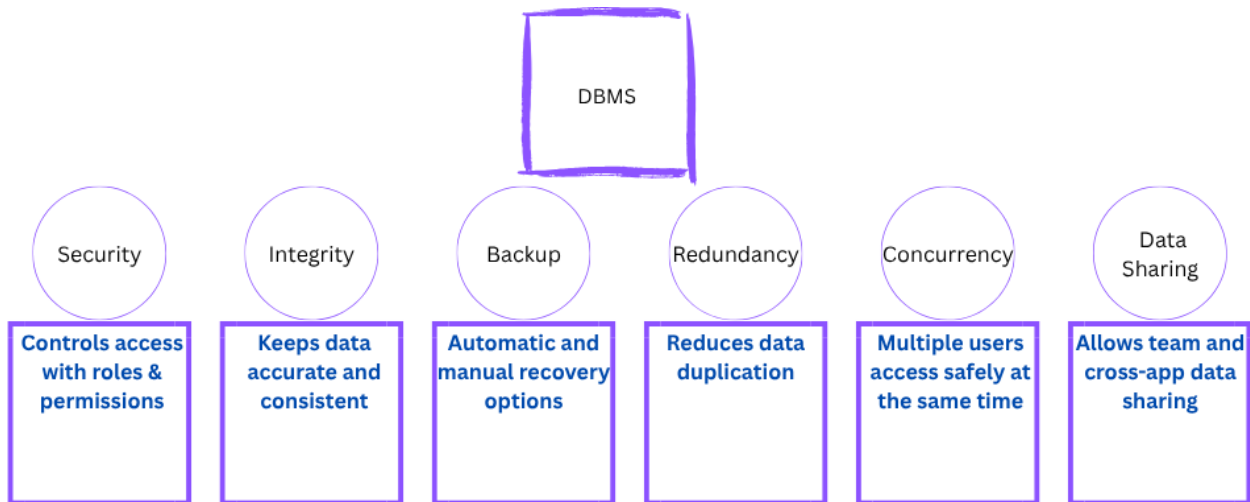 DBMS
Security
Integrity
Backup
Redundancy
Concurrency
Data
Sharing
Controls access
with roles &
permissions
Keeps data
accurate and
consistent
Automatic and
manual recovery
options
Reduces data
duplication
Multiple users
access safely at
the same time
Allows team and
cross-app data
sharing